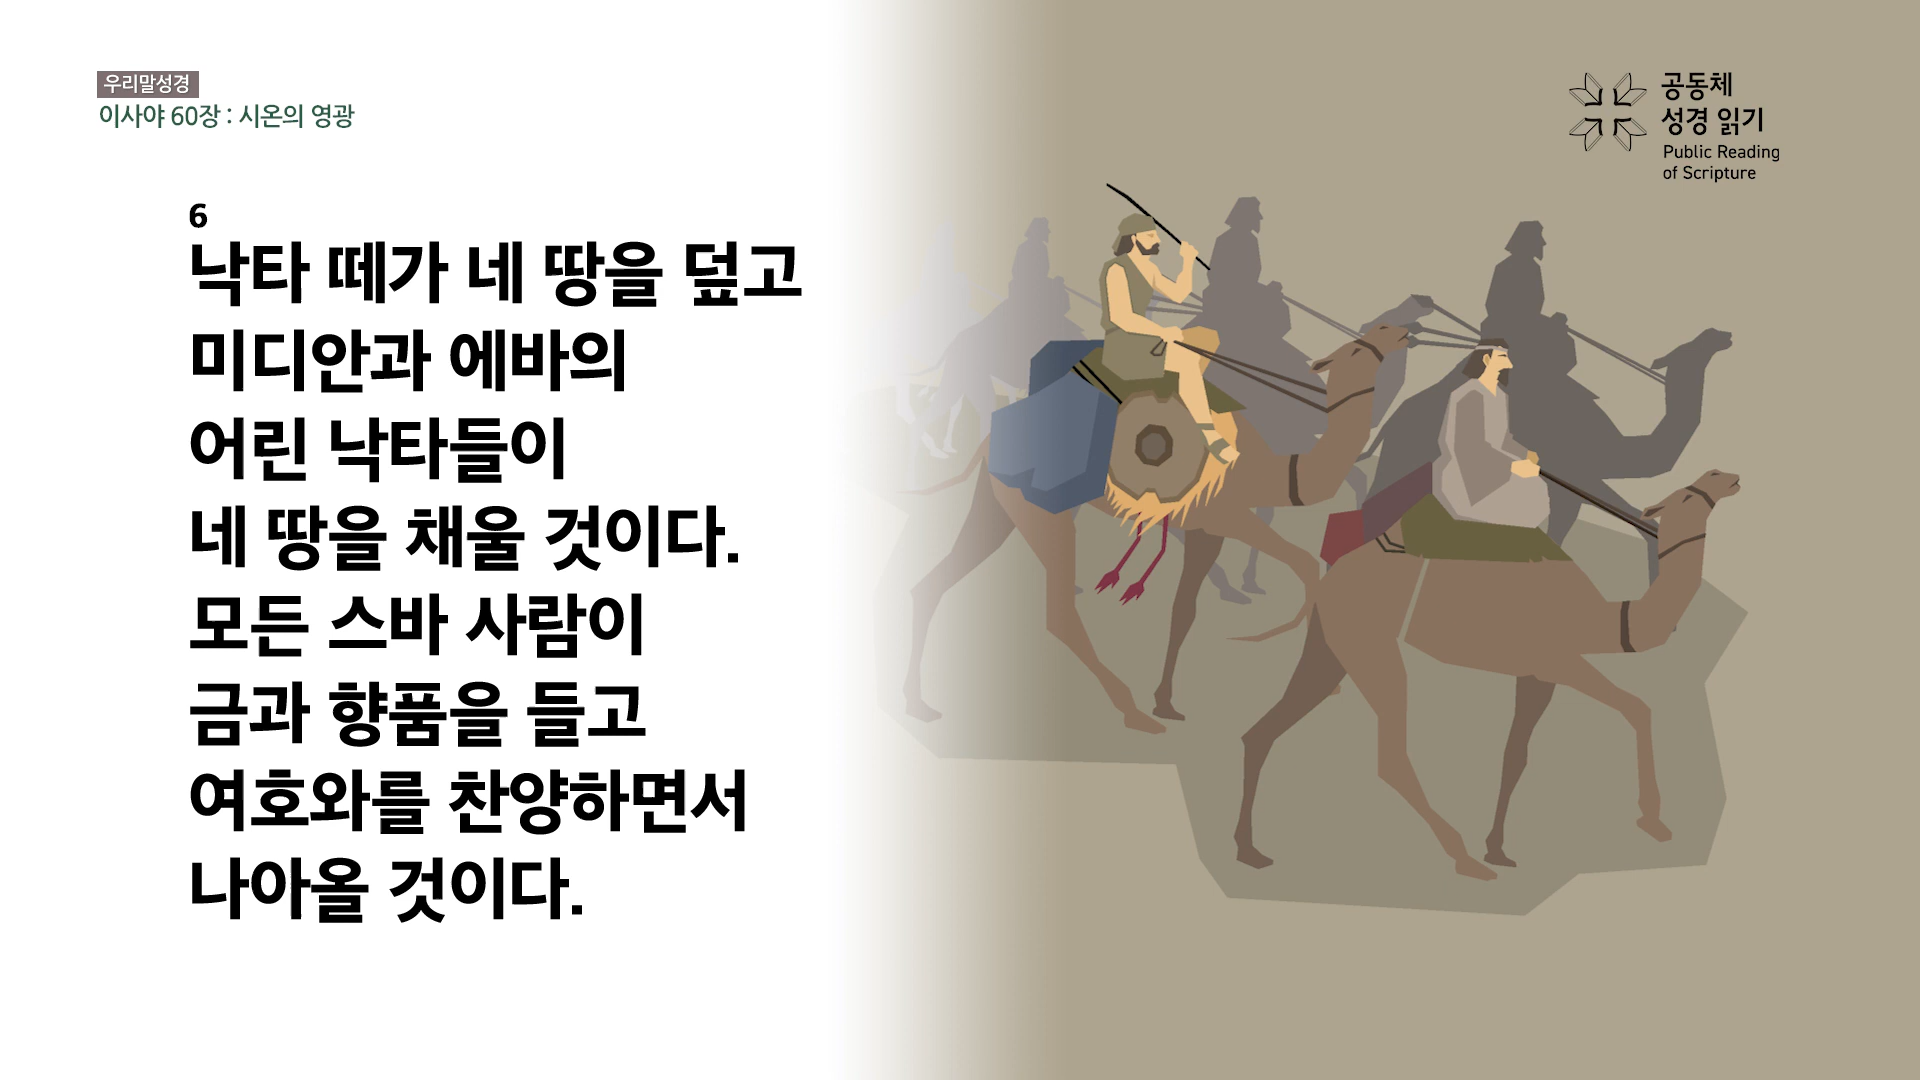 우리말성경
이사야 60장 : 시온의 영광
공동체
성경 읽기
Public Reading
of Scripture
6
낙타 떼가 네 땅을 덮고
미디안과 에바의
어린 낙타들이
네 땅을 채울 것이다.
모든 스바 사람이
금과 향품을 들고
여호와를 찬양하면서
나아올 것이다.